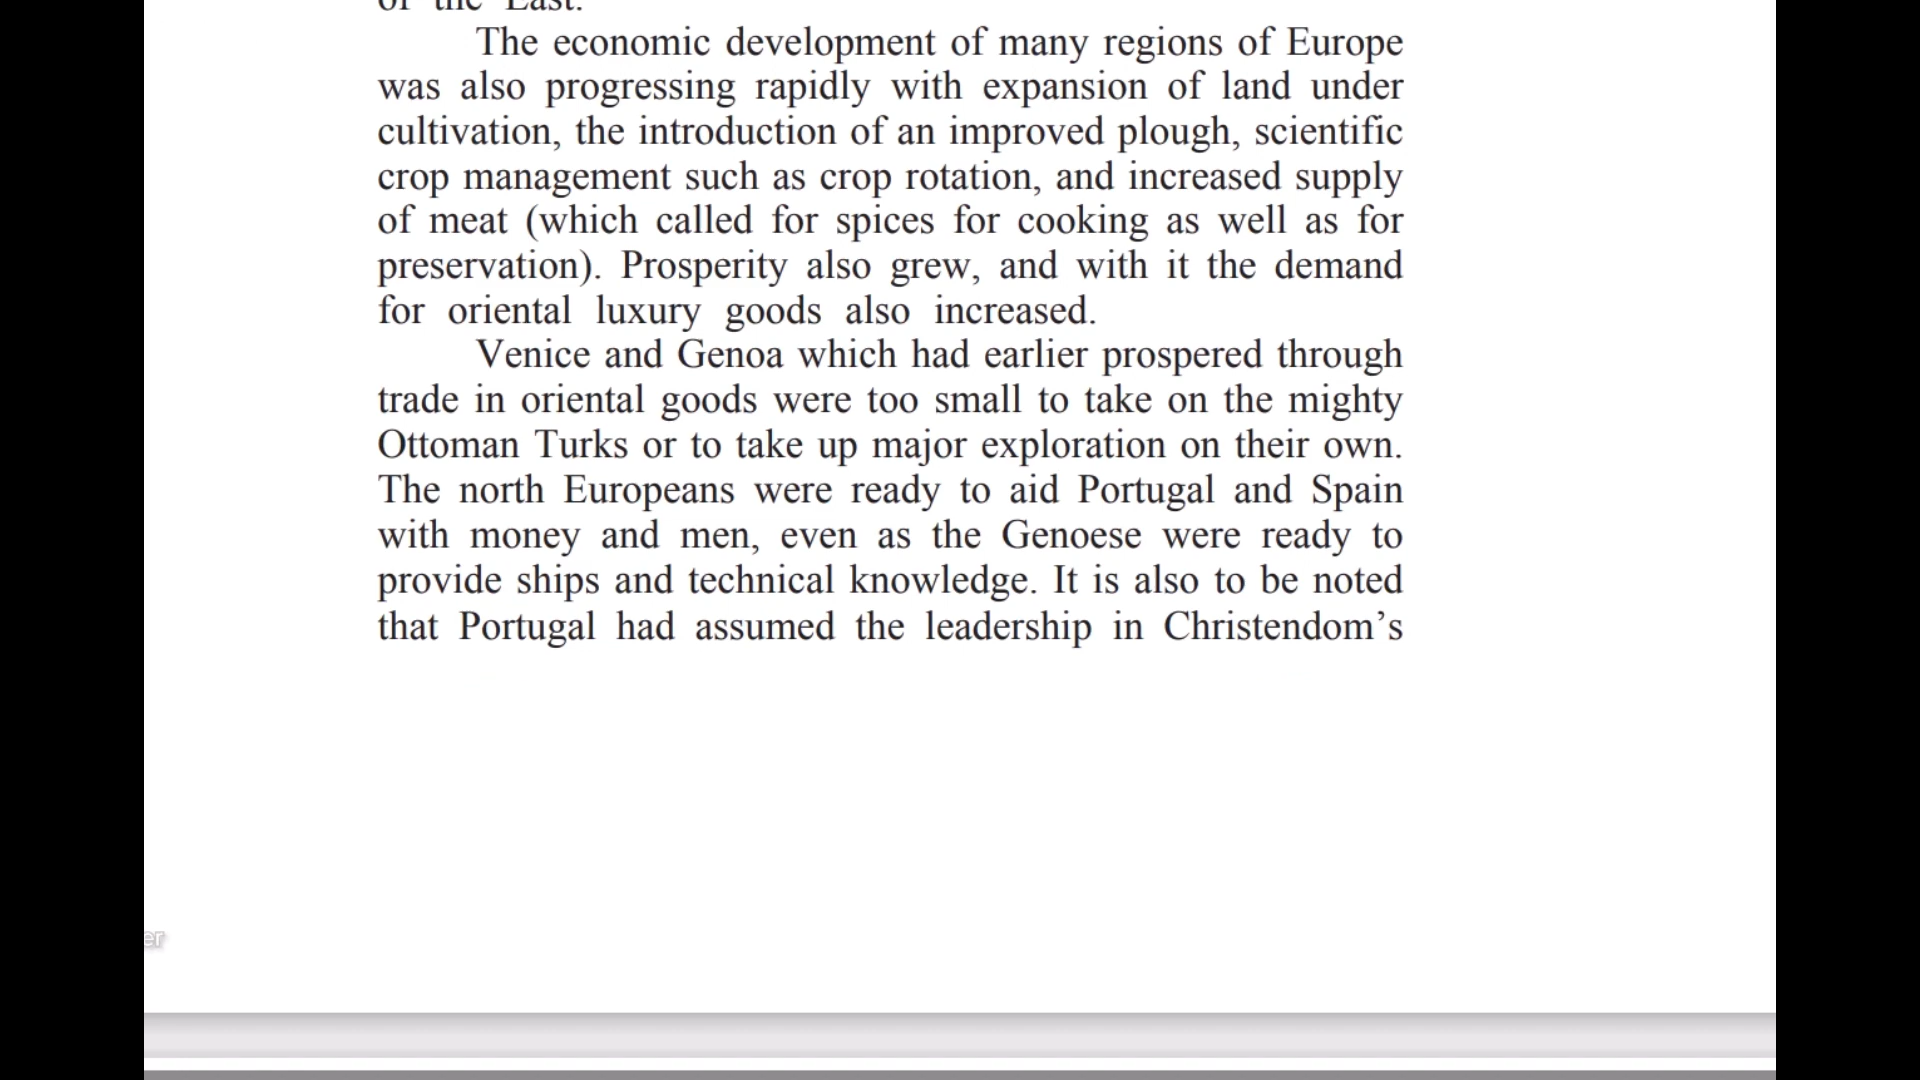 of the East.
The economic development of many regions of Europe
was also progressing rapidly with expansion of land under
cultivation, the introduction of an improved plough, scientific
crop management such as crop rotation, and increased supply
of meat (which called for spices for cooking as well as for
preservation). Prosperity also grew, and with it the demand
for oriental luxury goods also increased.
Venice and Genoa which had earlier prospered through
trade in oriental goods were too small to take on the mighty
Ottoman Turks or to take up major exploration on their own.
The north Europeans were ready to aid Portugal and Spain
with money and men, even as the Genoese were ready to
provide ships and technical knowledge. It is also to be noted
that Portugal had assumed the leadership in Christendom’s
er